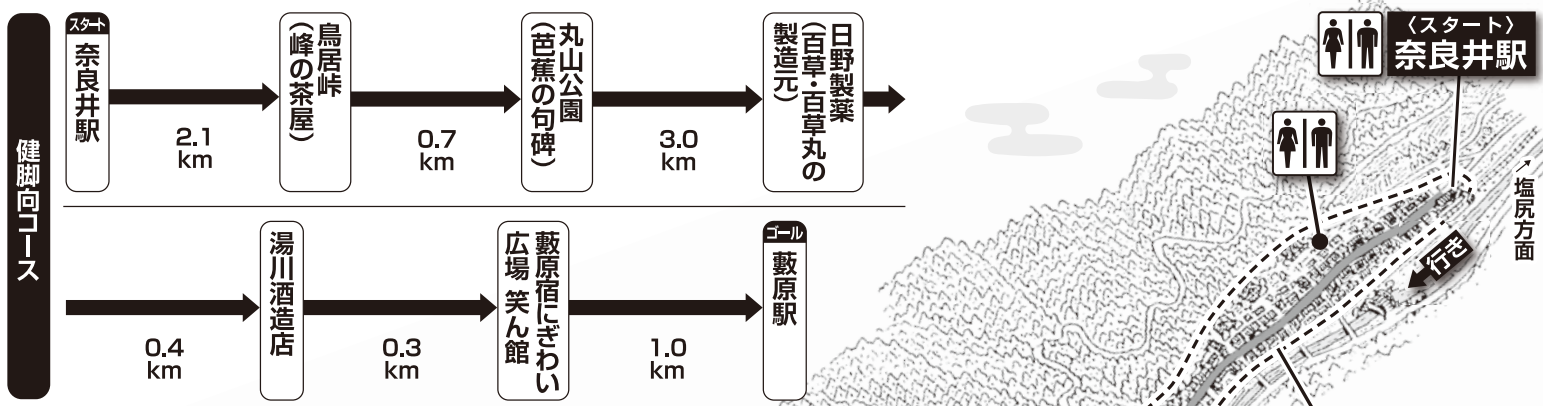 健脚向コース
スタート
奈良井駅
2.1
km
鳥居峠
(峰の茶屋)
0.7
km
丸山公園
(芭蕉の句碑)
3.0
km
日野製薬
(百草・百草丸の
製造元)
0.4
km
湯川酒造店
0.3
km
藪原宿にぎわい
広場 笑ん館
1.0
km
ゴール
藪原駅
〈スタート〉
奈良井駅
塩尻方面
行き